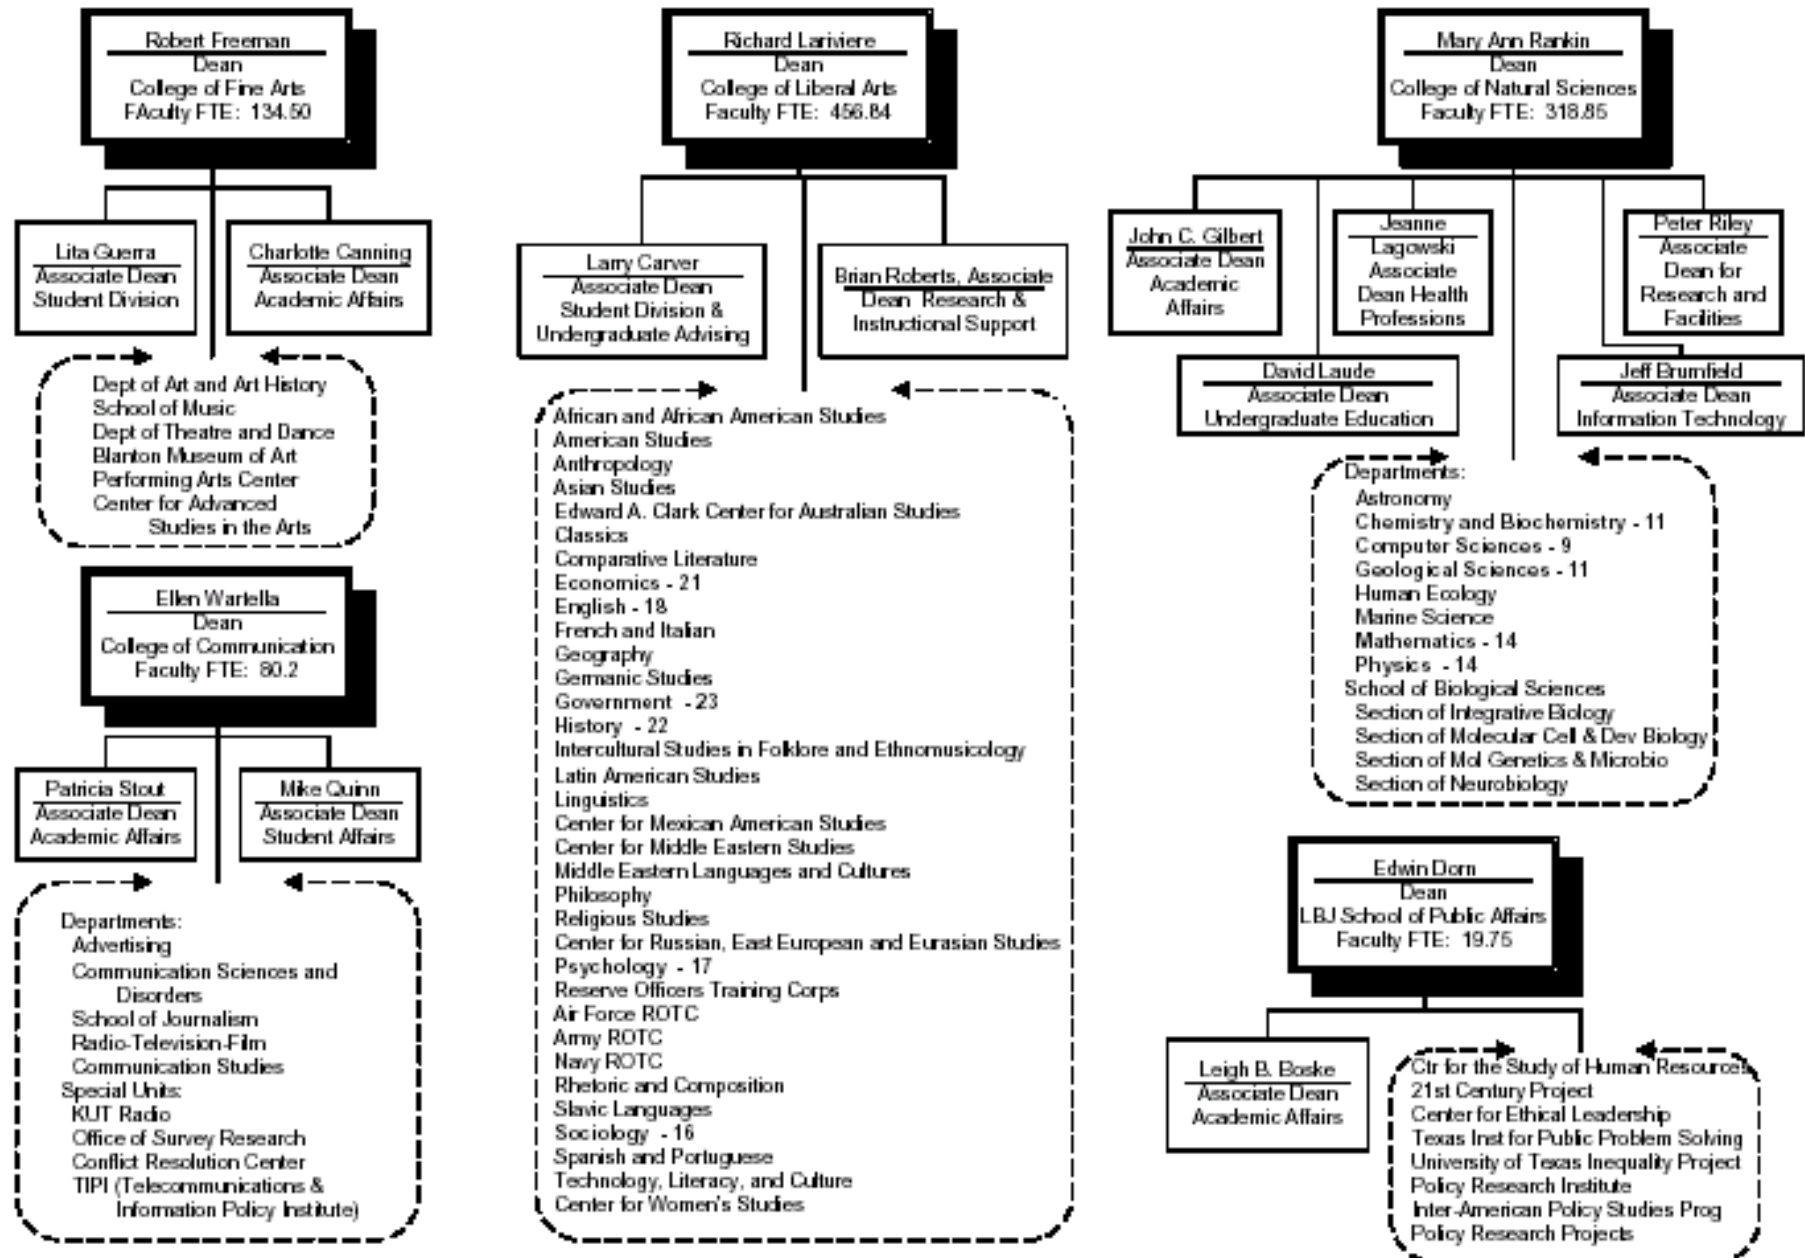 Robert Freeman
Dean
College of Fine Arts
FAculty FTE: 134.50
Lita Guerra
Associate Dean
Student Division
Charlotte Canning
Associate Dean
Academic Affairs
Dept of Art and Art History
School of Music
Dept of Theatre and Dance
Blanton Museum of Art
Performing Arts Center
Center for Advanced
Studies in the Arts
Ellen Wartella
Dean
College of Communication
Faculty FTE: 80.2
Patricia Stout
Associate Dean
Academic Affairs
Mike Quinn
Associate Dean
Student Affairs
Departments:
Advertising
Communication Sciences and
Disorders
School of Journalism
Radio-Television-Film
Communication Studies
Special Units:
KUT Radio
Office of Survey Research
Conflict Resolution Center
TIPI (Telecommunications &
Information Policy Institute)
Richard Lariviere
Dean
College of Liberal Arts
Faculty FTE: 456.84
Larry Carver
Associate Dean
Student Division &
Undergraduate Advising
Brian Roberts, Associate
Dean Research &
Instructional Support
African and African American Studies
American Studies
Anthropology
Asian Studies
Edward A. Clark Center for Australian Studies
Classics
Comparative Literature
Economics - 21
English - 18
French and Italian
Geography
Germanic Studies
Government - 23
History - 22
Intercultural Studies in Folklore and Ethnomusicology
Latin American Studies
Linguistics
Center for Mexican American Studies
Center for Middle Eastern Studies
Middle Eastern Languages and Cultures
Philosophy
Religious Studies
Center for Russian, East European and Eurasian Studies
Psychology - 17
Reserve Officers Training Corps
Air Force ROTC
Army ROTC
Navy ROTC
Rhetoric and Composition
Slavic Languages
Sociology - 16
Spanish and Portuguese
Technology, Literacy, and Culture
Center for Women's Studies
Mary Ann Rankin
Dean
College of Natural Sciences
Faculty FTE: 318.85
John C. Gilbert
Associate Dean
Academic
Affairs
Jeanne
Lagowski
Associate
Dean Health
Professions
Peter Riley
Associate
Dean for
Research and
Facilities
David Laude
Associate Dean
Undergraduate Education
Jeff Brumfield
Associate Dean
Information Technology
Departments:
Astronomy
Chemistry and Biochemistry - 11
Computer Sciences - 9
Geological Sciences - 11
Human Ecology
Marine Science
Mathematics - 14
Physics - 14
School of Biological Sciences
Section of Integrative Biology
Section of Molecular Cell & Dev Biology
Section of Mol Genetics & Microbio
Section of Neurobiology
Edwin Dorn
Dean
LBJ School of Public Affairs
Faculty FTE: 19.75
Leigh B. Boske
Associate Dean
Academic Affairs
Ctr for the Study of Human Resources
21st Century Project
Center for Ethical Leadership
Texas Inst for Public Problem Solving
University of Texas Inequality Project
Policy Research Institute
Inter-American Policy Studies Prog
Policy Research Projects